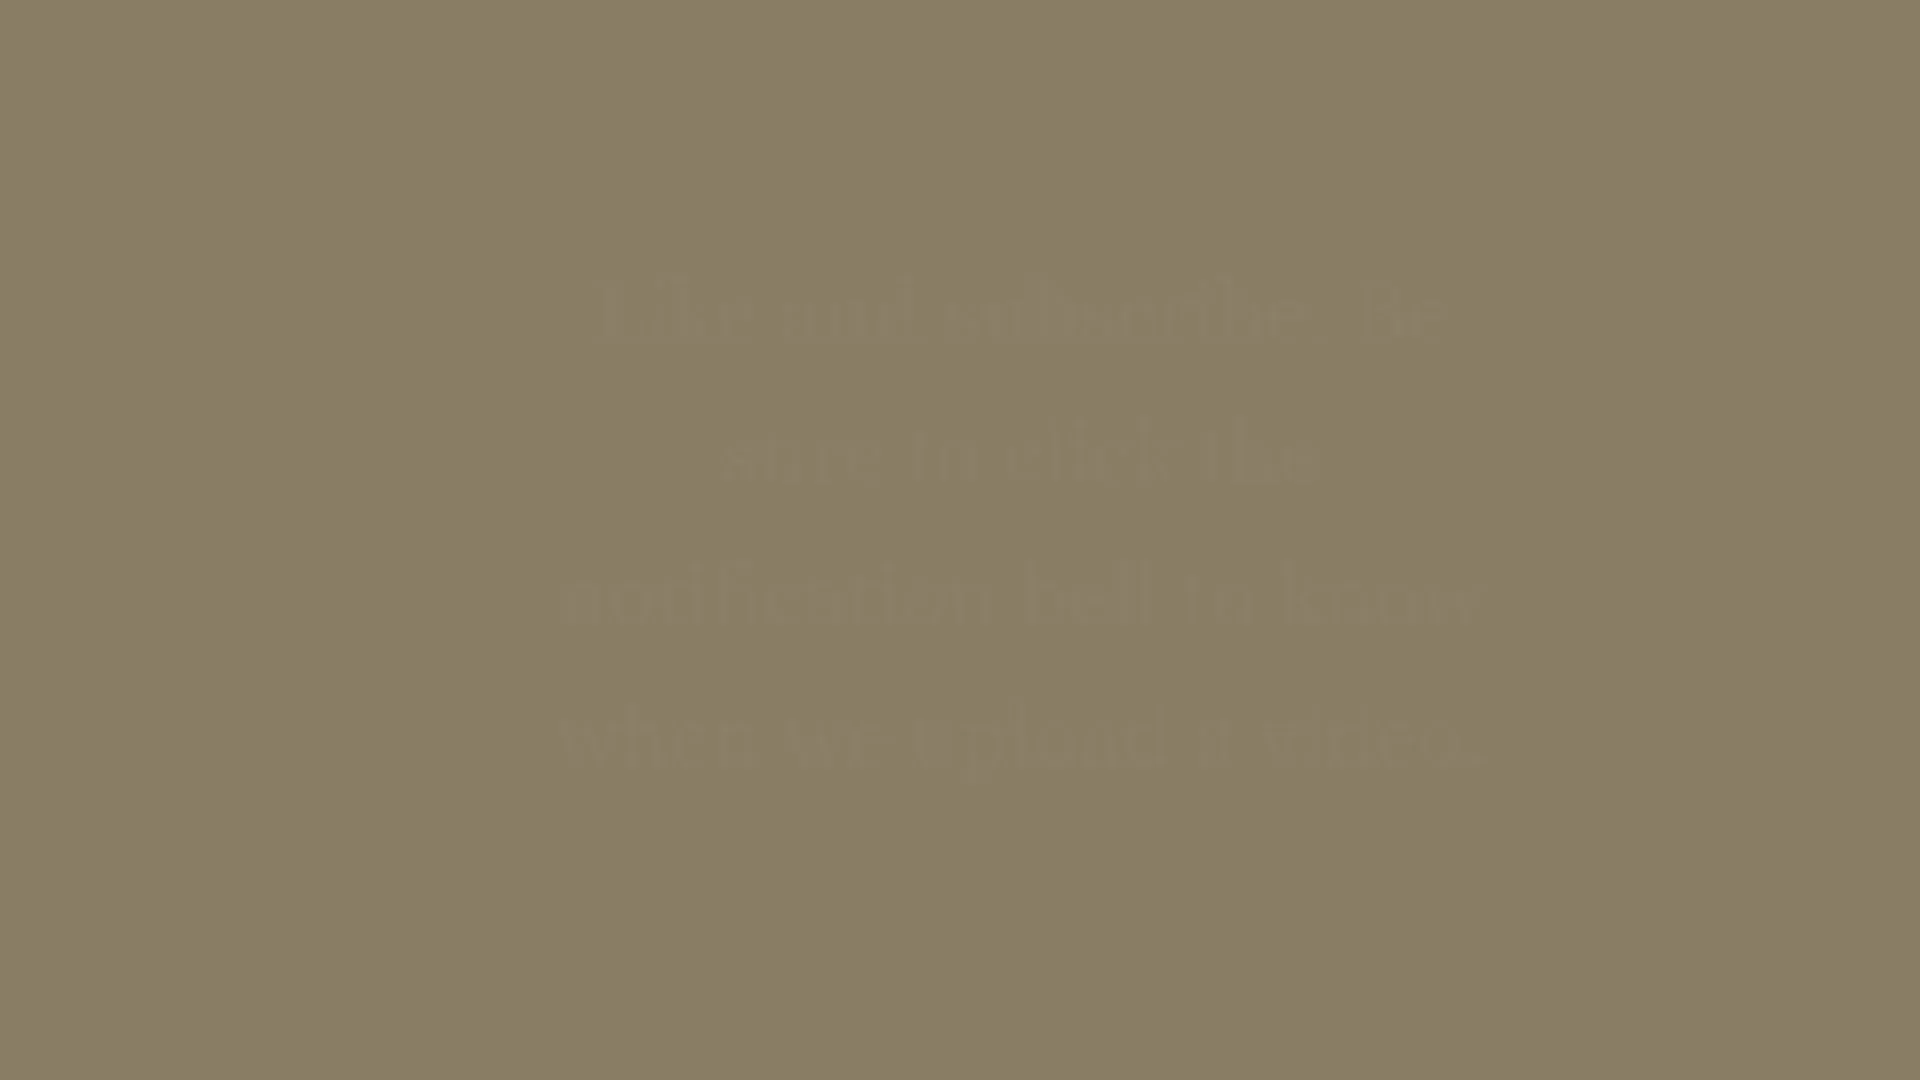 Like and subscribe. Be
sure to click the
notification bell to know
when we upload a video.